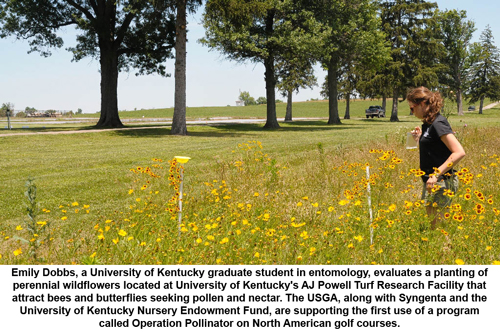 Emily Dobbs, a University of Kentucky graduate student in entomology, evaluates a planting of
perennial wildflowers located at University of Kentucky's AJ Powell Turf Research Facility that
attract bees and butterflies seeking pollen and nectar. The USGA, along with Syngenta and the
University of Kentucky Nursery Endowment Fund, are supporting the first use of a program
called Operation Pollinator on North American golf courses.